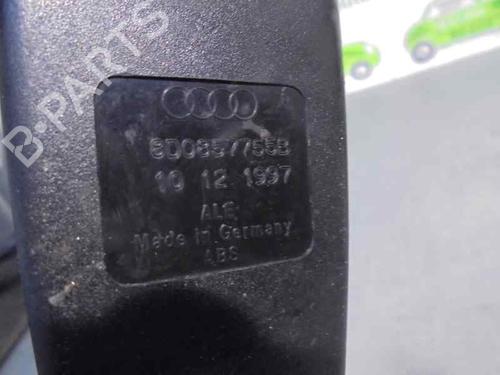 B-PARTS
8D0857755B
10 12 1997
ALE
Made in Germany
ABS